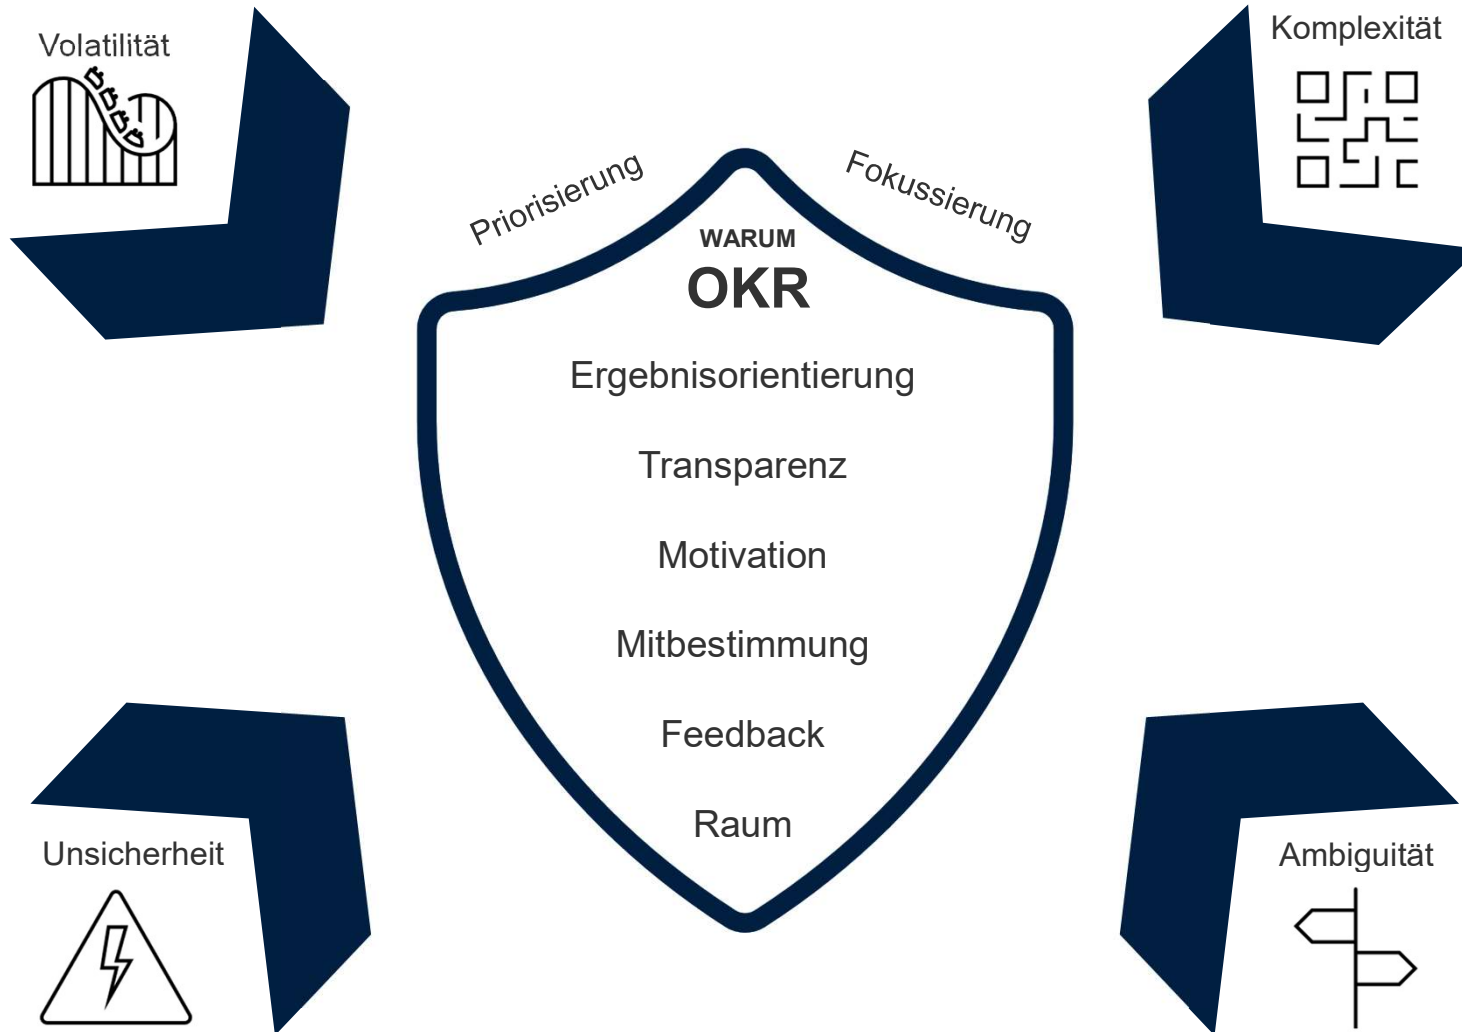 Volatilität
Komplexität
Priorisierung
Fokussierung
WARUM
OKR
Ergebnisorientierung
Transparenz
Motivation
Mitbestimmung
Feedback
Raum
Unsicherheit
Ambiguität